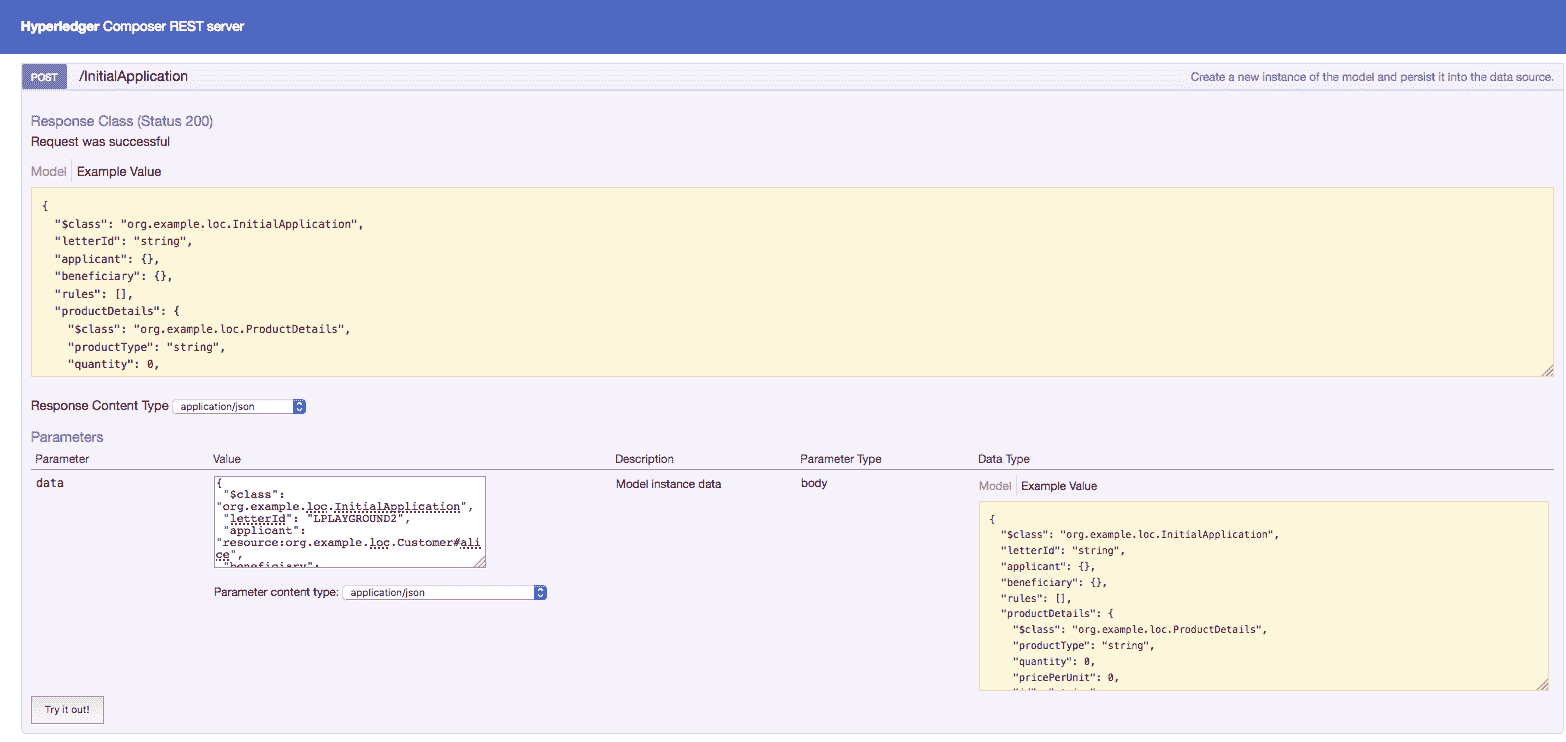 Hyperledger Composer REST server
POST /InitialApplication Create a new instance of the model and persist it into the data source.
Response Class (Status 200)
Request was successful
Model Example Value
{
"$class": "org.example.loc.InitialApplication",
"letterId": "string",
"applicant": {},
"beneficiary": {},
"rules": [],
"productDetails": {
"$class": "org.example.loc.ProductDetails",
"productType": "string",
"quantity": 0,
Response Content Type application/json
Parameters
Parameter Value Description Parameter Type Data Type
data
{
"$class":
"org.example.loc.InitialApplication",
"letterId": "LPLAYGROUND2",
"applicant":
"resource:org.example.loc.Customer#ali
ce",
"beneficiary":
Parameter content type: application/json
Model instance data
body
Model Example Value
{
"$class": "org.example.loc.InitialApplication",
"letterId": "string",
"applicant": {},
"beneficiary": {},
"rules": [],
"productDetails": {
"$class": "org.example.loc.ProductDetails",
"productType": "string",
"quantity": 0,
"pricePerUnit": 0,
Try it out!